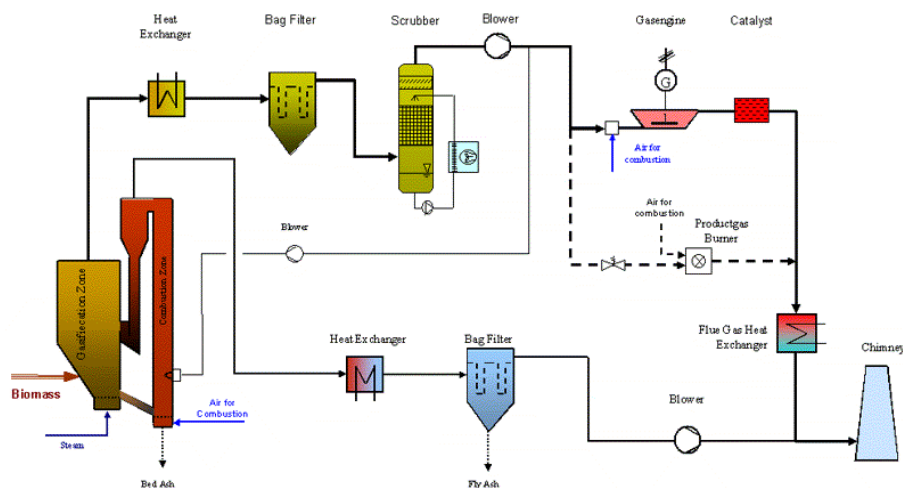 Heat
Exchanger
Bag Filter
Scrubber
Blower
Gasengine
Catalyst
G
Air for
combustion
Air for
combustion
Productgas
Burner
Blower
Gasfiecation Zone
Combustion Zone
Flue Gas Heat
Exchanger
Chimney
Heat Exchanger
Bag Filter
Biomass
Air for
Combustion
Blower
Steam
Bed Ash
Fly Ash